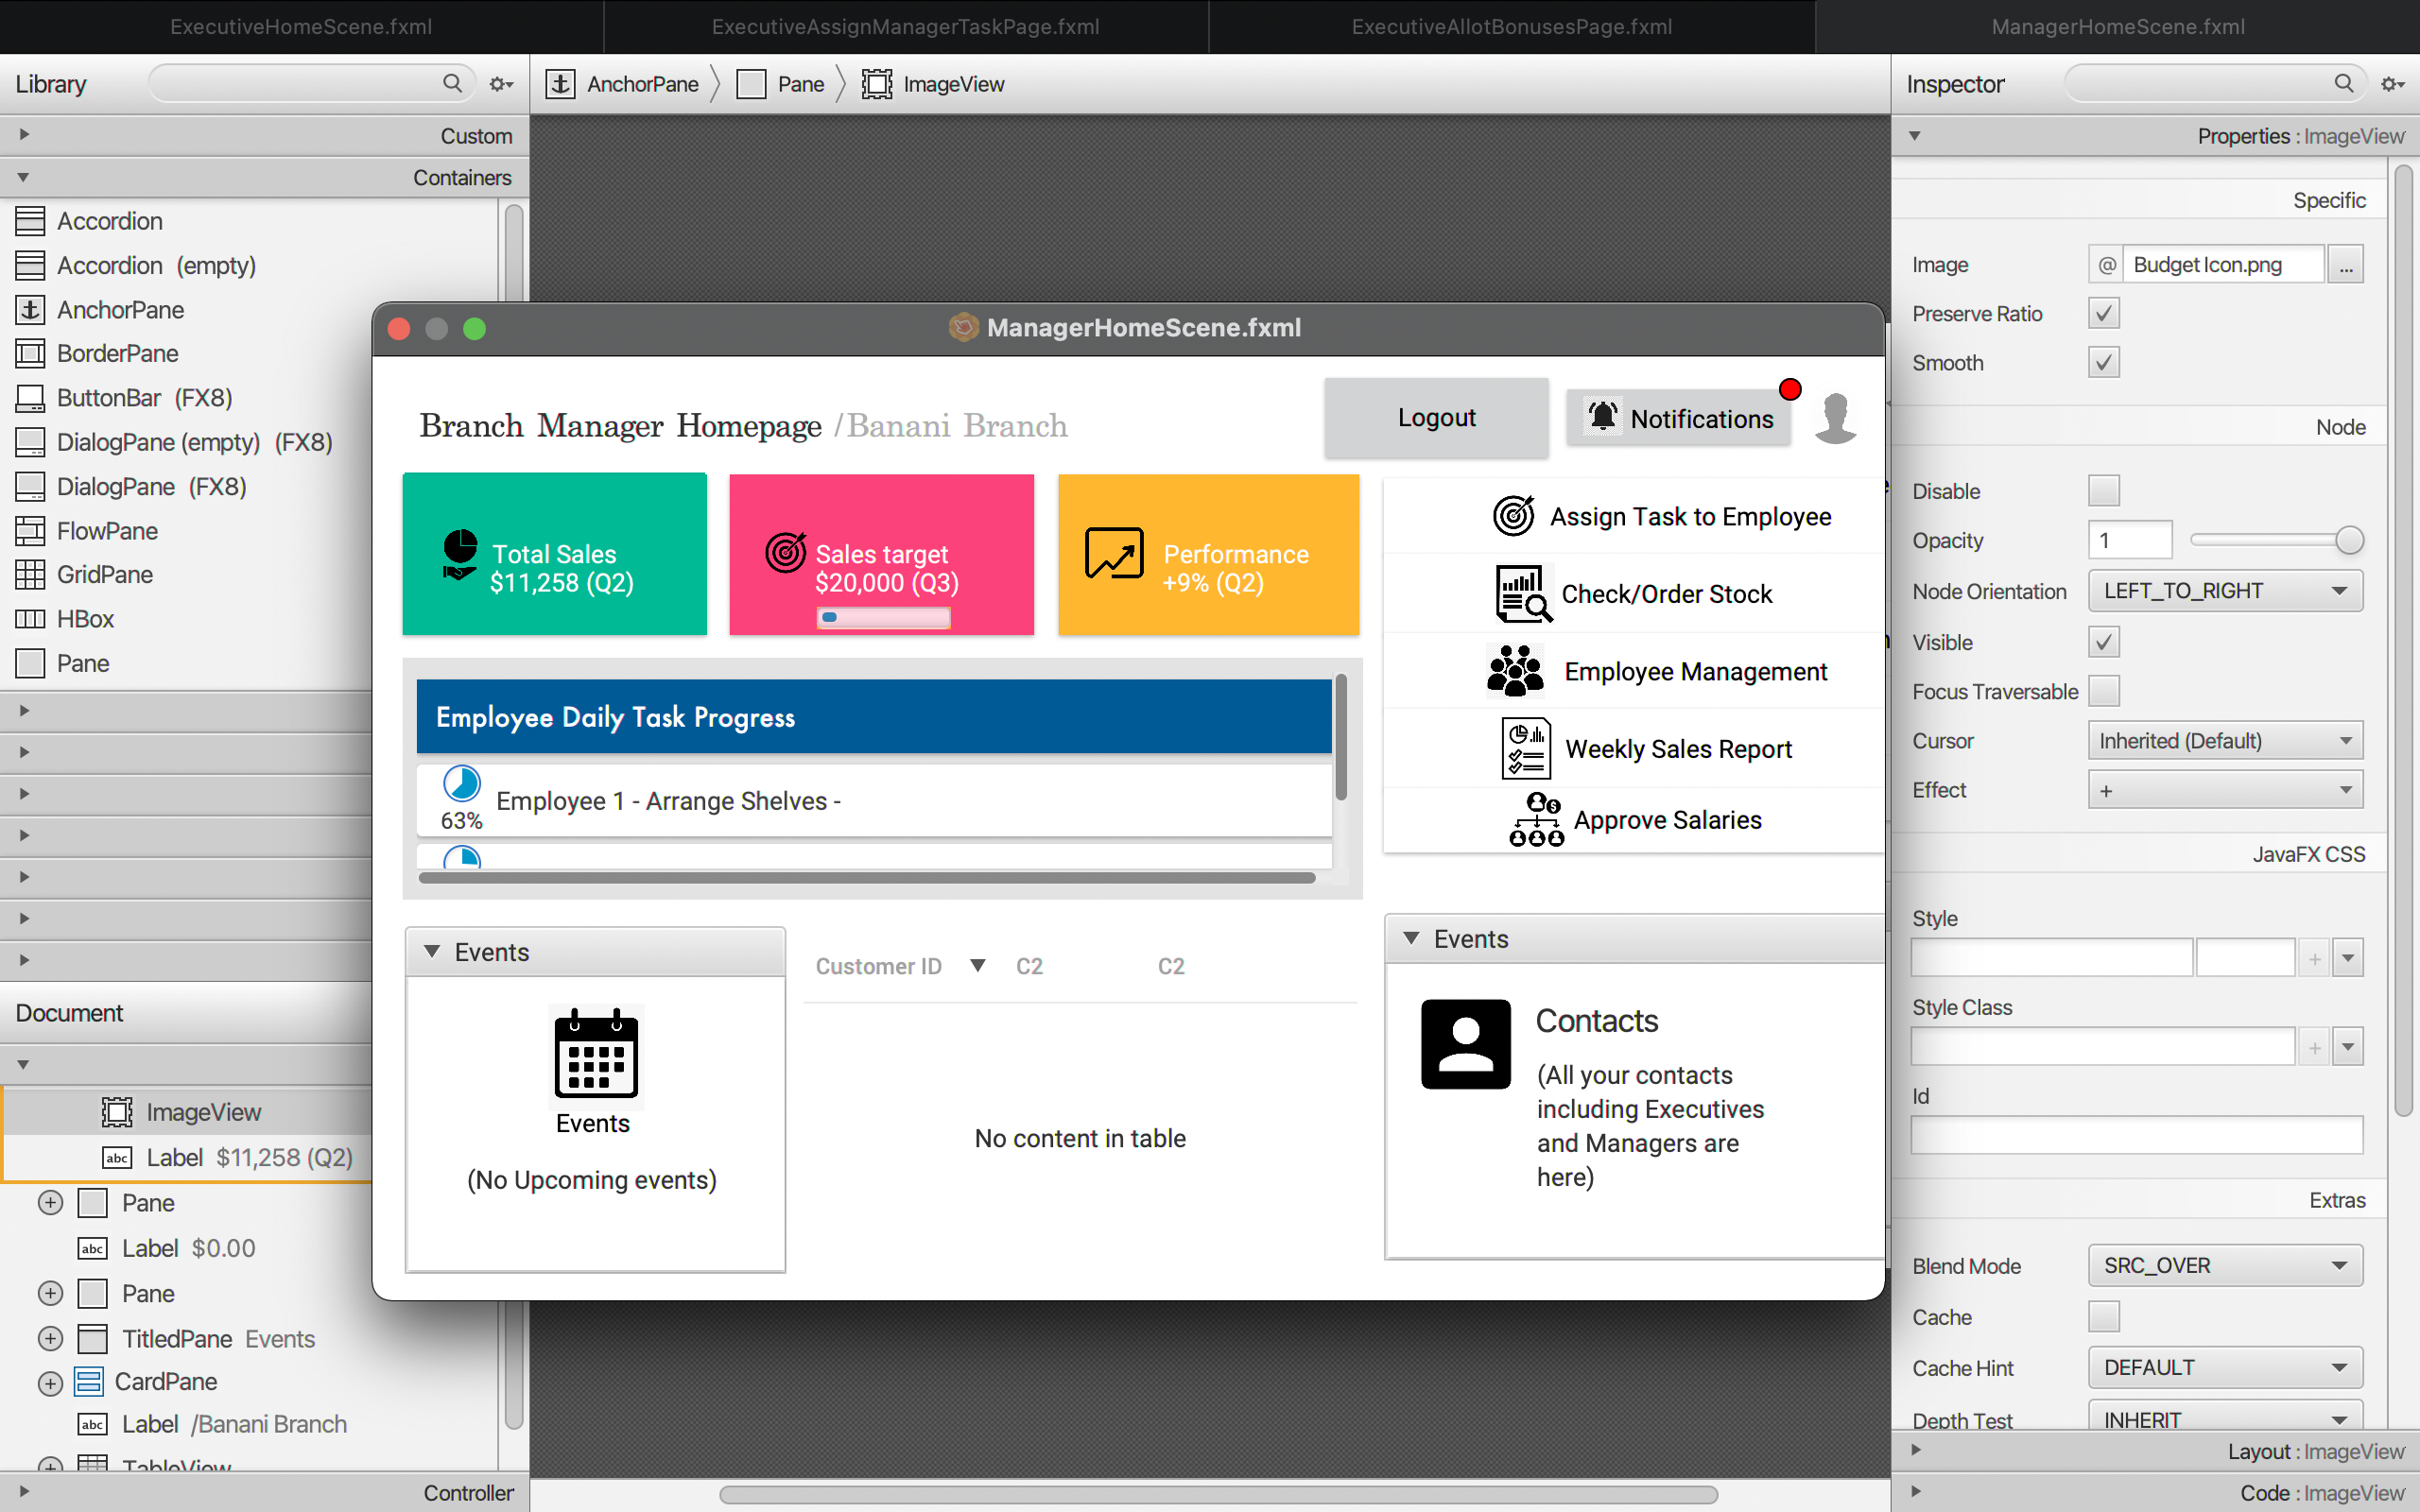 ExecutiveHomeScene.fxml
ExecutiveAssignManagerTaskPage.fxml
ExecutiveAllotBonusesPage.fxml
ManagerHomeScene.fxml
Library
AnchorPane
Pane
ImageView
Inspector
Custom
Containers
Accordion
Accordion (empty)
AnchorPane
BorderPane
ButtonBar (FX8)
DialogPane (empty) (FX8)
DialogPane (FX8)
FlowPane
GridPane
HBox
Pane
Document
ImageView
abc Label $11,258 (Q2)
Pane
abc Label $0.00
Pane
TitledPane Events
CardPane
abc Label /Banani Branch
TableView
Controller
ManagerHomeScene.fxml
Branch Manager Homepage /Banani Branch
Logout
Notifications
Total Sales
$11,258 (Q2)
Sales target
$20,000 (Q3)
Performance
+9% (Q2)
Assign Task to Employee
Check/Order Stock
Employee Management
Weekly Sales Report
Approve Salaries
Employee Daily Task Progress
63%
Employee 1 - Arrange Shelves -
Events
Events
(No Upcoming events)
Customer ID
C2
C2
No content in table
Events
Contacts
(All your contacts
including Executives
and Managers are
here)
Properties : ImageView
Specific
Image @ Budget Icon.png ...
Preserve Ratio
Smooth
Node
Disable
Opacity 1
Node Orientation LEFT_TO_RIGHT
Visible
Focus Traversable
Cursor Inherited (Default)
Effect +
JavaFX CSS
Style
+
Style Class
+
Id
Extras
Blend Mode SRC_OVER
Cache
Cache Hint DEFAULT
Depth Test INHERIT
Layout : ImageView
Code : ImageView